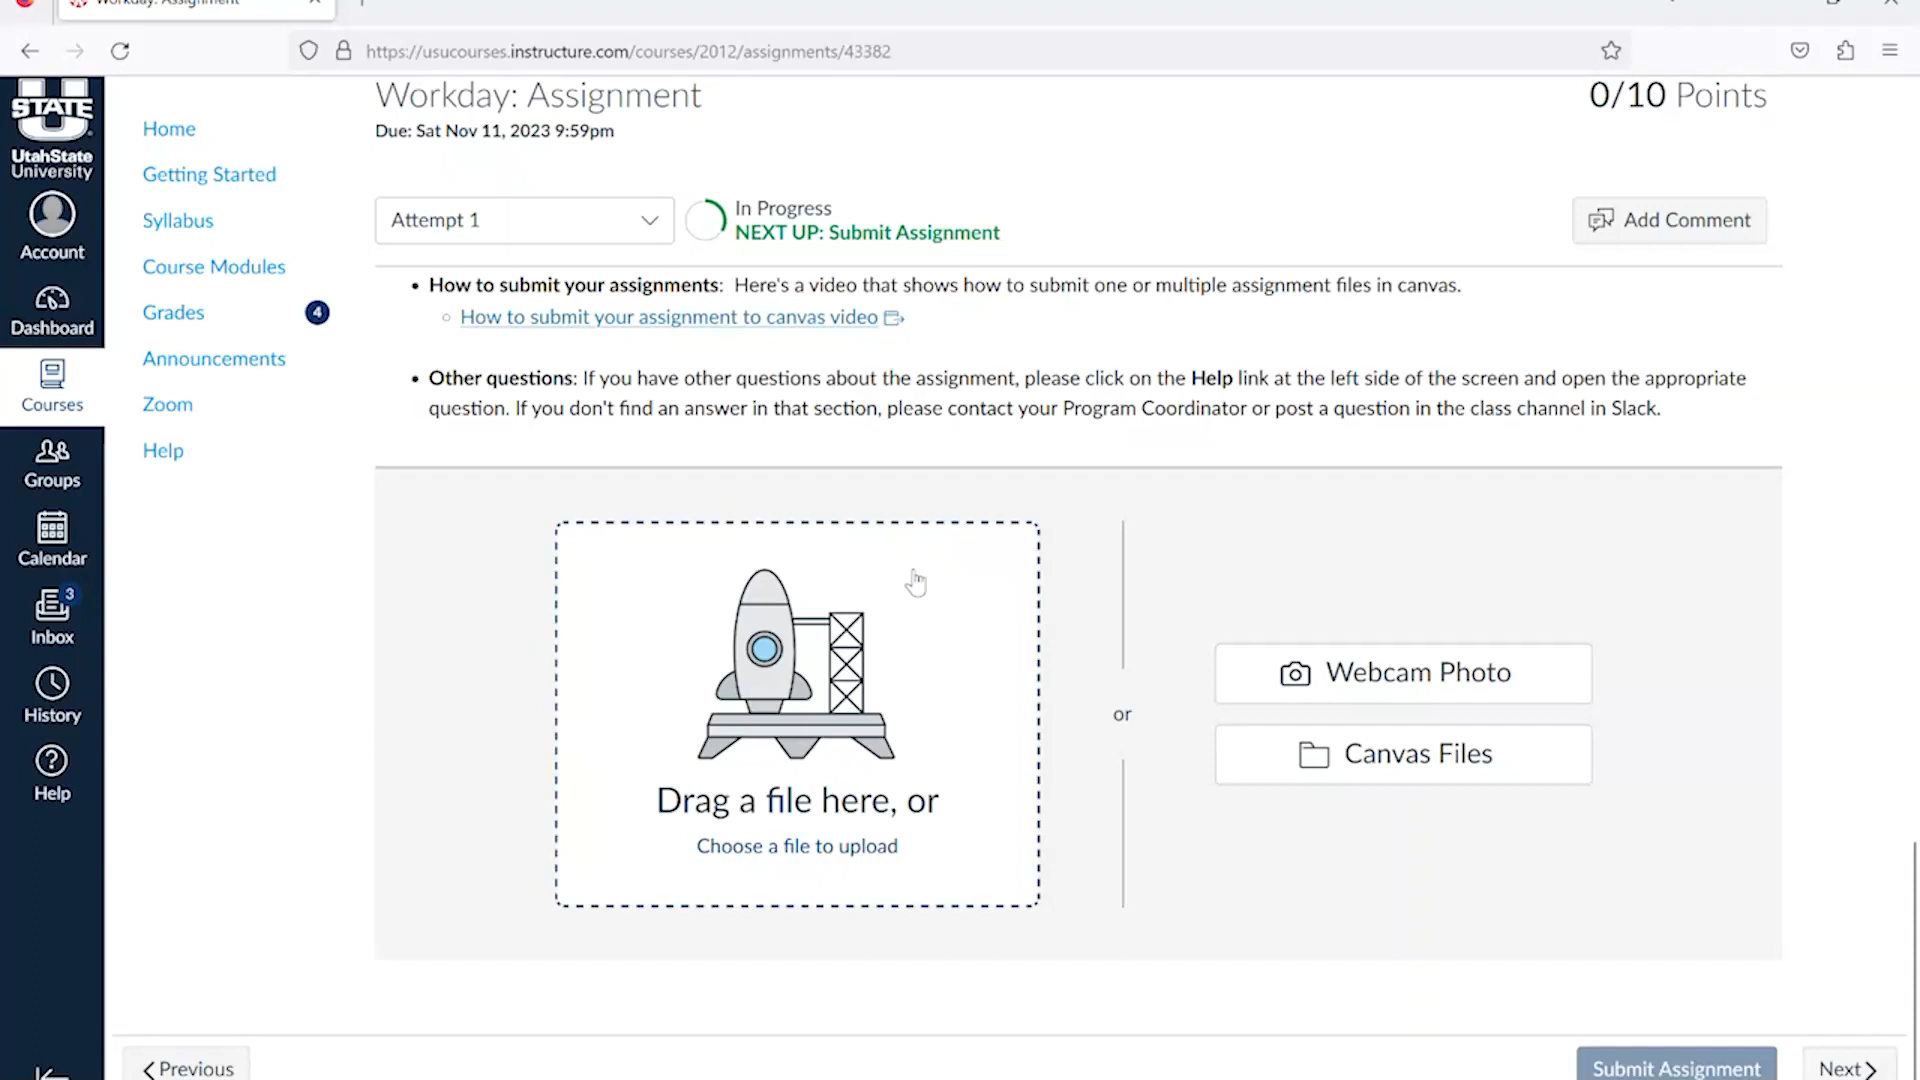 Workday: Assignment
https://usucourses.instructure.com/courses/2012/assignments/43382
STATE
UtahState
University
Account
Dashboard
Courses
Groups
Calendar
3
Inbox
History
Help
Home
Getting Started
Syllabus
Course Modules
Grades 4
Announcements
Zoom
Help
Workday: Assignment
0/10 Points
Due: Sat Nov 11, 2023 9:59pm
Attempt 1
In Progress
NEXT UP: Submit Assignment
Add Comment
• How to submit your assignments: Here's a video that shows how to submit one or multiple assignment files in canvas.
○ How to submit your assignment to canvas video
• Other questions: If you have other questions about the assignment, please click on the Help link at the left side of the screen and open the appropriate
question. If you don't find an answer in that section, please contact your Program Coordinator or post a question in the class channel in Slack.
Drag a file here, or
Choose a file to upload
or
Webcam Photo
Canvas Files
Previous
Submit Assignment
Next